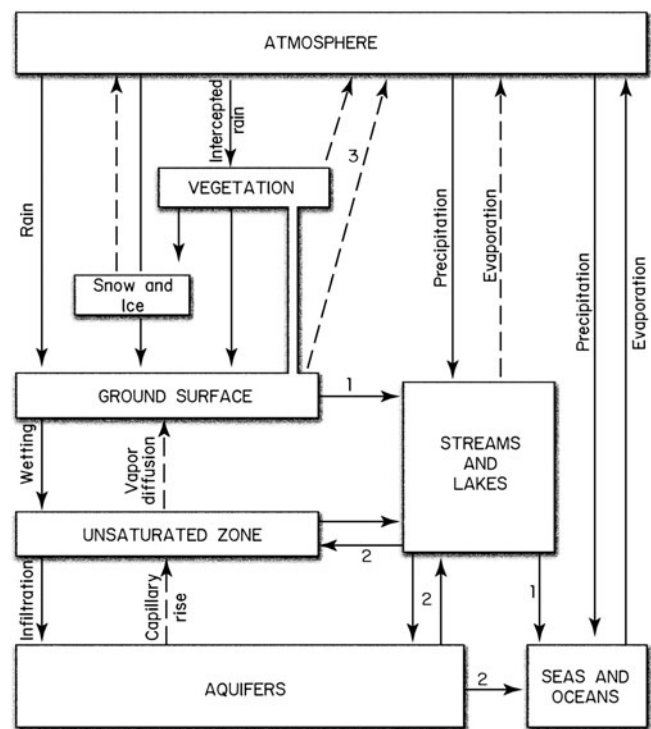 ATMOSPHERE
Rain
Intercepted
rain
3
Precipitation
Evaporation
Precipitation
Evaporation
VEGETATION
Snow and
Ice
GROUND SURFACE
1
STREAMS
AND
LAKES
Wetting
Vapor
diffusion
UNSATURATED ZONE
2
Infiltration
Capillary
rise
2
1
AQUIFERS
2
SEAS AND
OCEANS